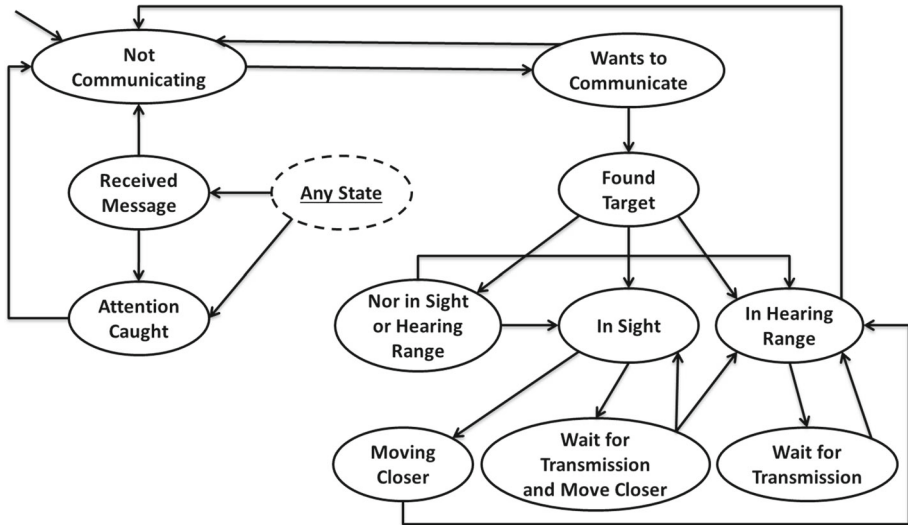 Not
Communicating
Wants to
Communicate
Received
Message
Any State
Found
Target
Attention
Caught
Nor in Sight
or Hearing
Range
In Sight
In Hearing
Range
Moving
Closer
Wait for
Transmission
and Move Closer
Wait for
Transmission